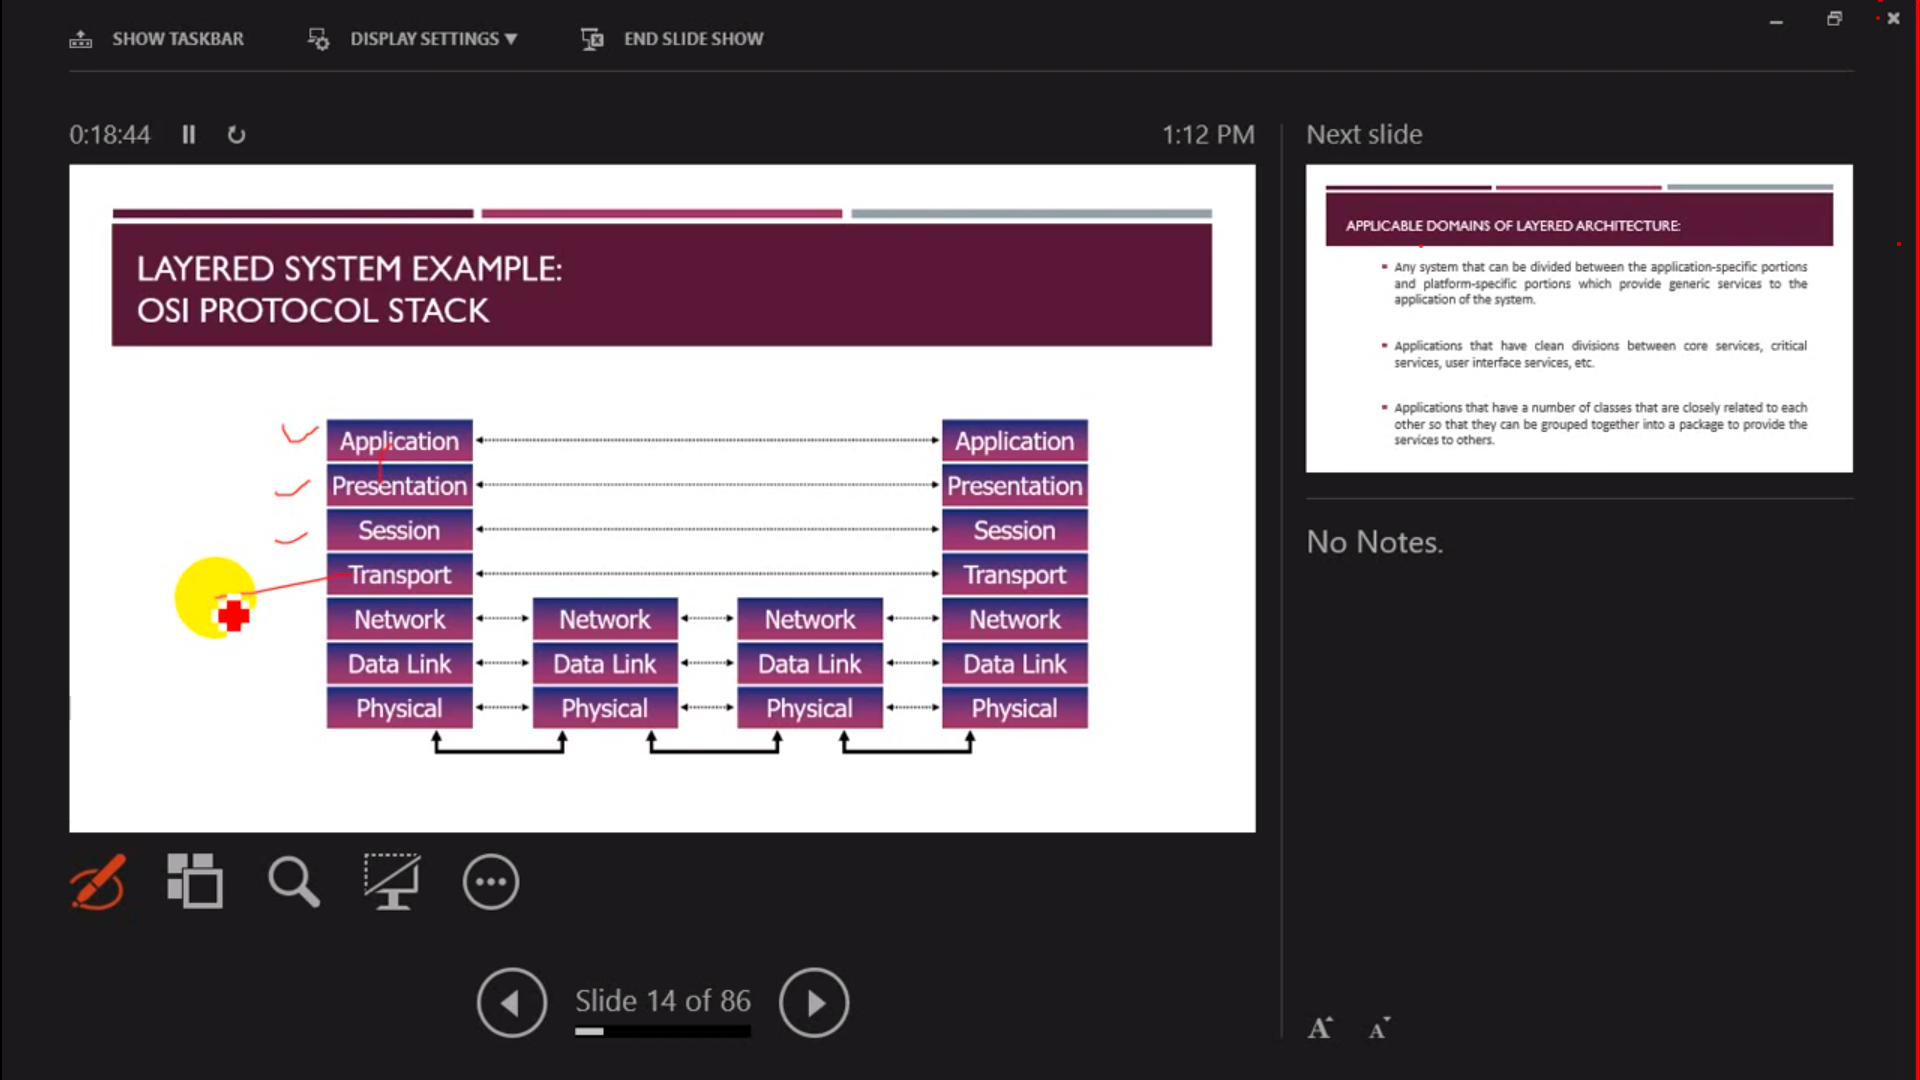 SHOW TASKBAR
DISPLAY SETTINGS ▼
END SLIDE SHOW
0:18:44
1:12 PM
Next slide
LAYERED SYSTEM EXAMPLE:
OSI PROTOCOL STACK
Application
Application
Presentation
Presentation
Session
Session
Transport
Transport
Network
Network
Network
Network
Data Link
Data Link
Data Link
Data Link
Physical
Physical
Physical
Physical
APPLICABLE DOMAINS OF LAYERED ARCHITECTURE:
Any system that can be divided between the application-specific portions
and platform-specific portions which provide generic services to the
application of the system.
Applications that have clean divisions between core services, critical
services, user interface services, etc.
Applications that have a number of classes that are closely related to each
other so that they can be grouped together into a package to provide the
services to others.
No Notes.
Slide 14 of 86
A A